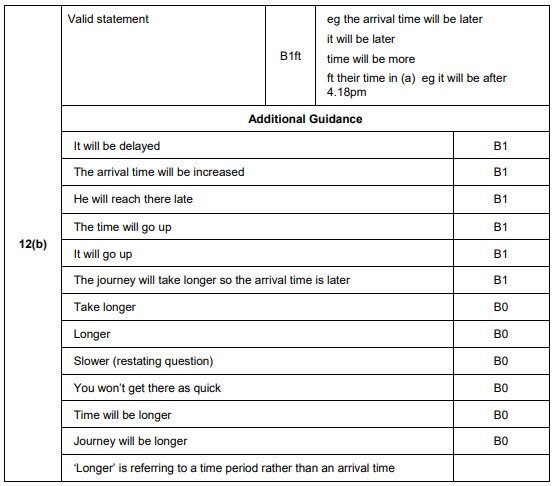 Valid statement
B1ft
eg the arrival time will be later
it will be later
time will be more
ft their time in (a) eg it will be after
4.18pm
Additional Guidance
It will be delayed B1
The arrival time will be increased B1
He will reach there late B1
The time will go up B1
12(b)
It will go up B1
The journey will take longer so the arrival time is later B1
Take longer B0
Longer B0
Slower (restating question) B0
You won’t get there as quick B0
Time will be longer B0
Journey will be longer B0
‘Longer’ is referring to a time period rather than an arrival time